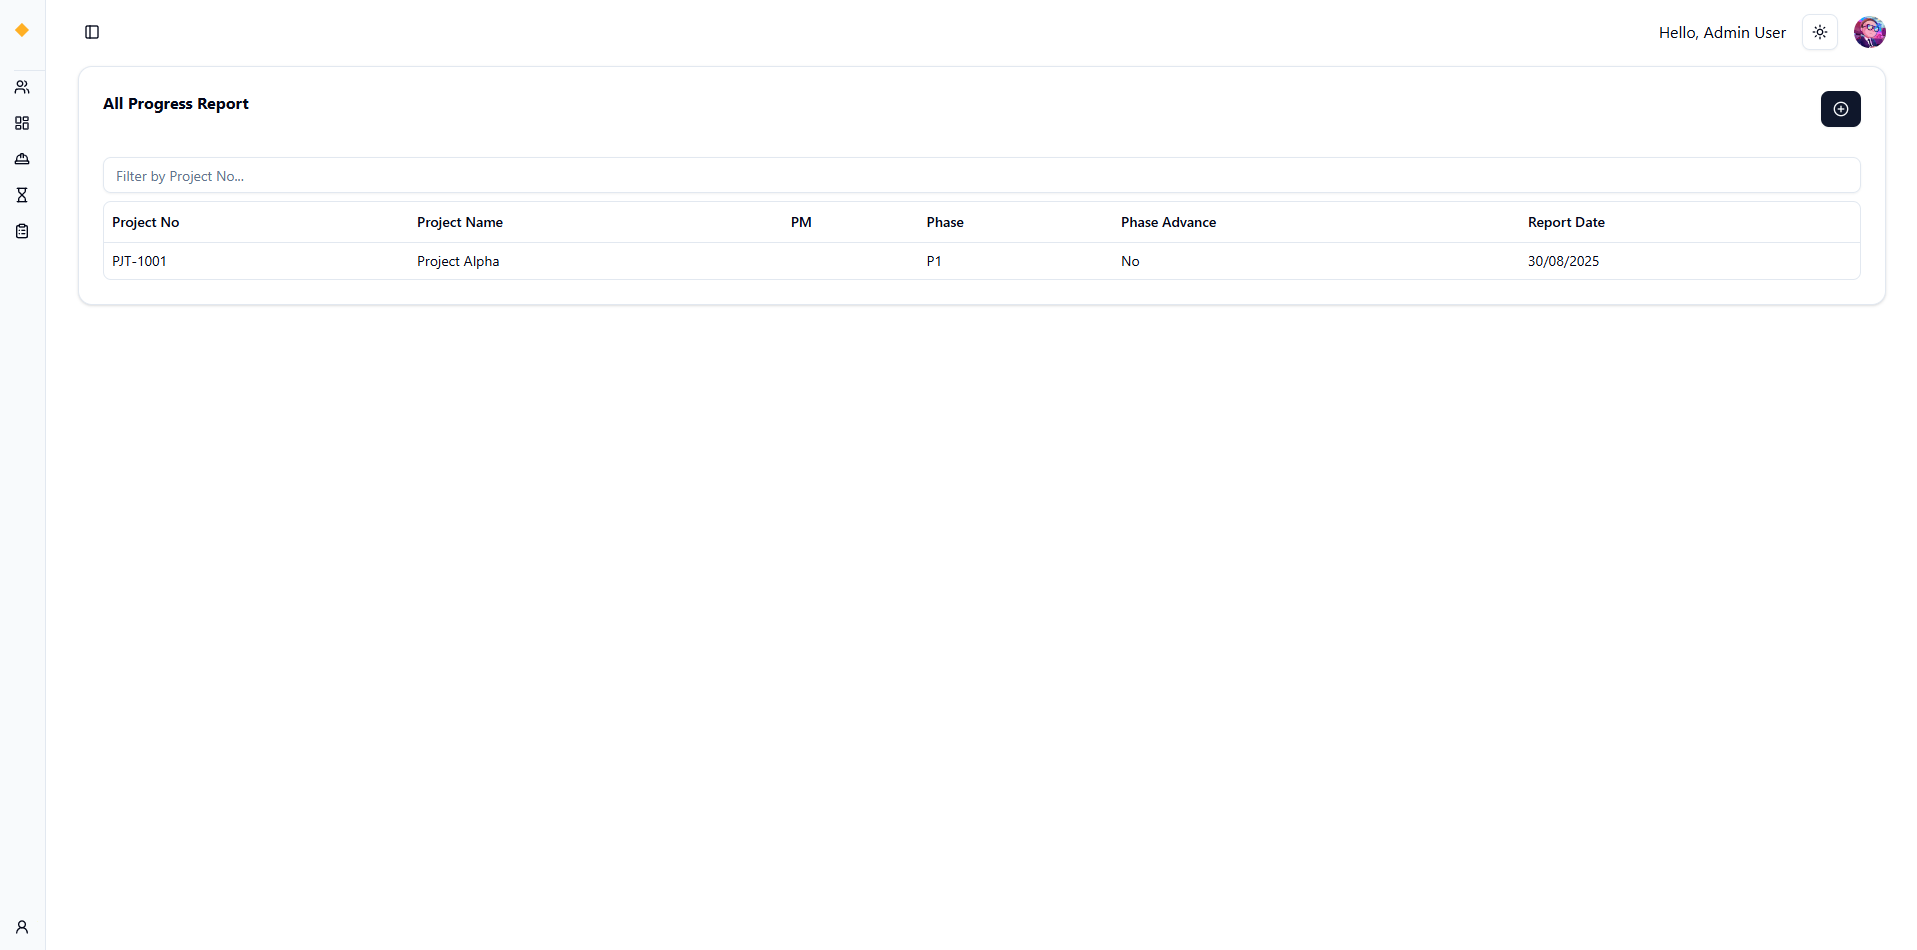 Hello, Admin User
All Progress Report
Filter by Project No...
Project No Project Name PM Phase Phase Advance Report Date
PJT-1001 Project Alpha P1 No 30/08/2025